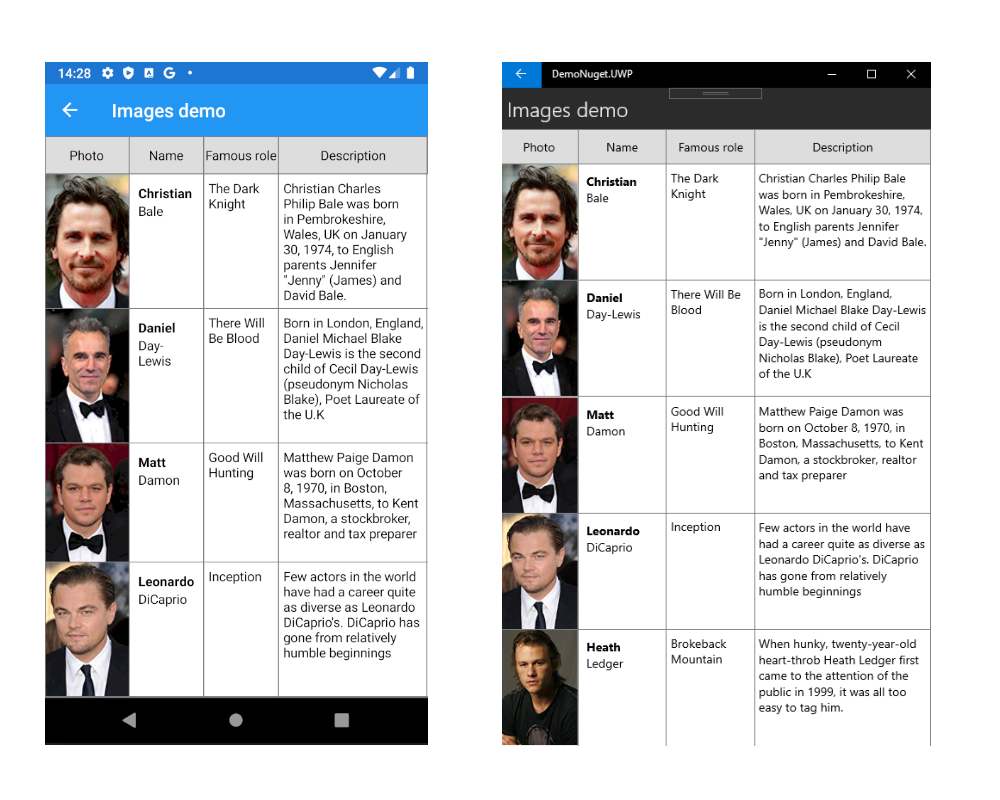 14:28
Images demo
Photo Name Famous role Description
Christian
Bale
The Dark
Knight
Christian Charles
Philip Bale was born
in Pembrokeshire,
Wales, UK on January
30, 1974, to English
parents Jennifer
"Jenny" (James) and
David Bale.
Daniel
Day-
Lewis
There Will
Be Blood
Born in London, England,
Daniel Michael Blake
Day-Lewis is the second
child of Cecil Day-Lewis
(pseudonym Nicholas
Blake), Poet Laureate of
the U.K
Matt
Damon
Good Will
Hunting
Matthew Paige Damon
was born on October
8, 1970, in Boston,
Massachusetts, to Kent
Damon, a stockbroker,
realtor and tax preparer
Leonardo
DiCaprio
Inception
Few actors in the world
have had a career quite
as diverse as Leonardo
DiCaprio's. DiCaprio has
gone from relatively
humble beginnings
DemoNuget.UWP
Images demo
Photo Name Famous role Description
Christian
Bale
The Dark
Knight
Christian Charles Philip Bale
was born in Pembrokeshire,
Wales, UK on January 30, 1974,
to English parents Jennifer
"Jenny" (James) and David Bale.
Daniel
Day-Lewis
There Will Be
Blood
Born in London, England,
Daniel Michael Blake Day-Lewis
is the second child of Cecil
Day-Lewis (pseudonym
Nicholas Blake), Poet Laureate
of the U.K
Matt
Damon
Good Will
Hunting
Matthew Paige Damon was
born on October 8, 1970, in
Boston, Massachusetts, to Kent
Damon, a stockbroker, realtor
and tax preparer
Leonardo
DiCaprio
Inception
Few actors in the world have
had a career quite as diverse as
Leonardo DiCaprio's. DiCaprio
has gone from relatively
humble beginnings
Heath
Ledger
Brokeback
Mountain
When hunky, twenty-year-old
heart-throb Heath Ledger first
came to the attention of the
public in 1999, it was all too
easy to tag him.